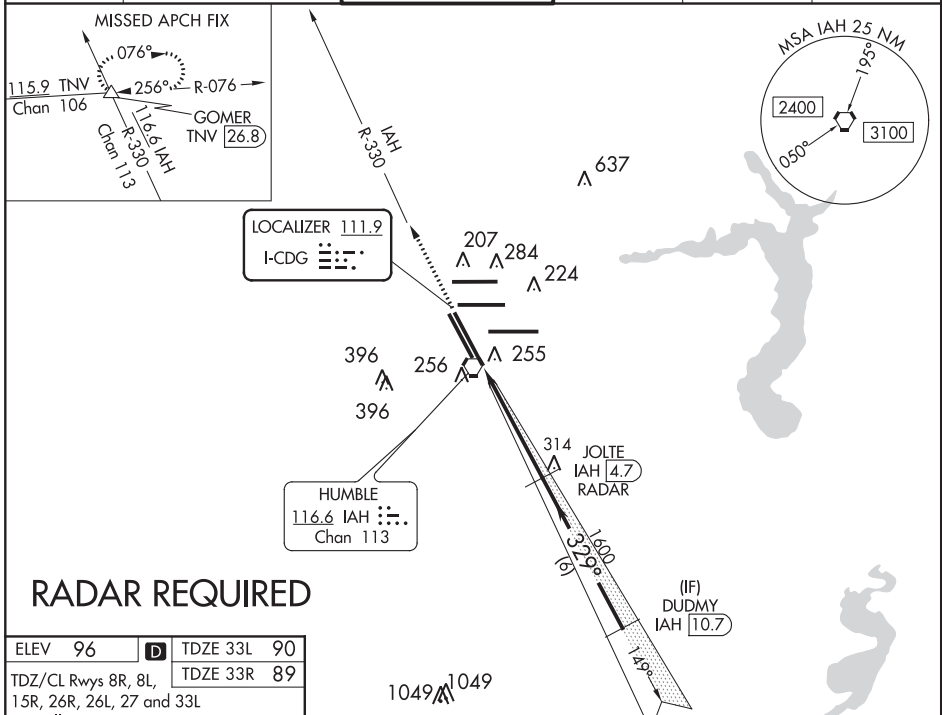 MISSED APCH FIX
076°
115.9 TNV
Chan 106
256°
R-076
GOMER
TNV 26.8
116.6 IAH
R-330
Chan 113
IAH
R-330
MSA IAH 25 NM
195°
2400
3100
050°
637
LOCALIZER 111.9
I-CDG
207
284
224
396
256
255
396
314
JOLTE
IAH 4.7
RADAR
HUMBLE
116.6 IAH
Chan 113
1600
329°
(6)
(IF)
DUDMY
IAH 10.7
149°
RADAR REQUIRED
ELEV 96
D
TDZE 33L 90
TDZE 33R 89
TDZ/CL Rwys 8R, 8L,
15R, 26R, 26L, 27 and 33L
1049
1049